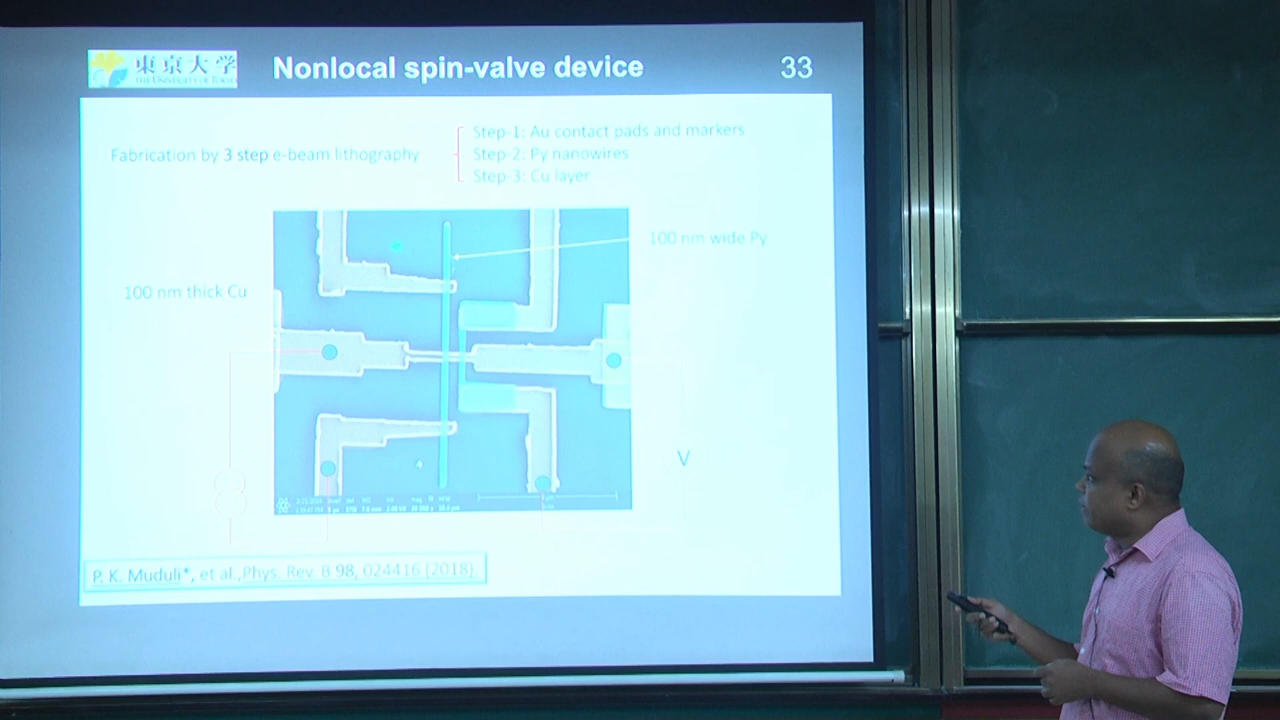 東京大学
THE UNIVERSITY OF TOKYO
Nonlocal spin-valve device
33
Fabrication by 3 step e-beam lithography
Step-1: Au contact pads and markers
Step-2: Py nanowires
Step-3: Cu layer
100 nm wide Py
100 nm thick Cu
V
P. K. Muduli*, et al.,Phys. Rev. B 98, 024416 (2018).